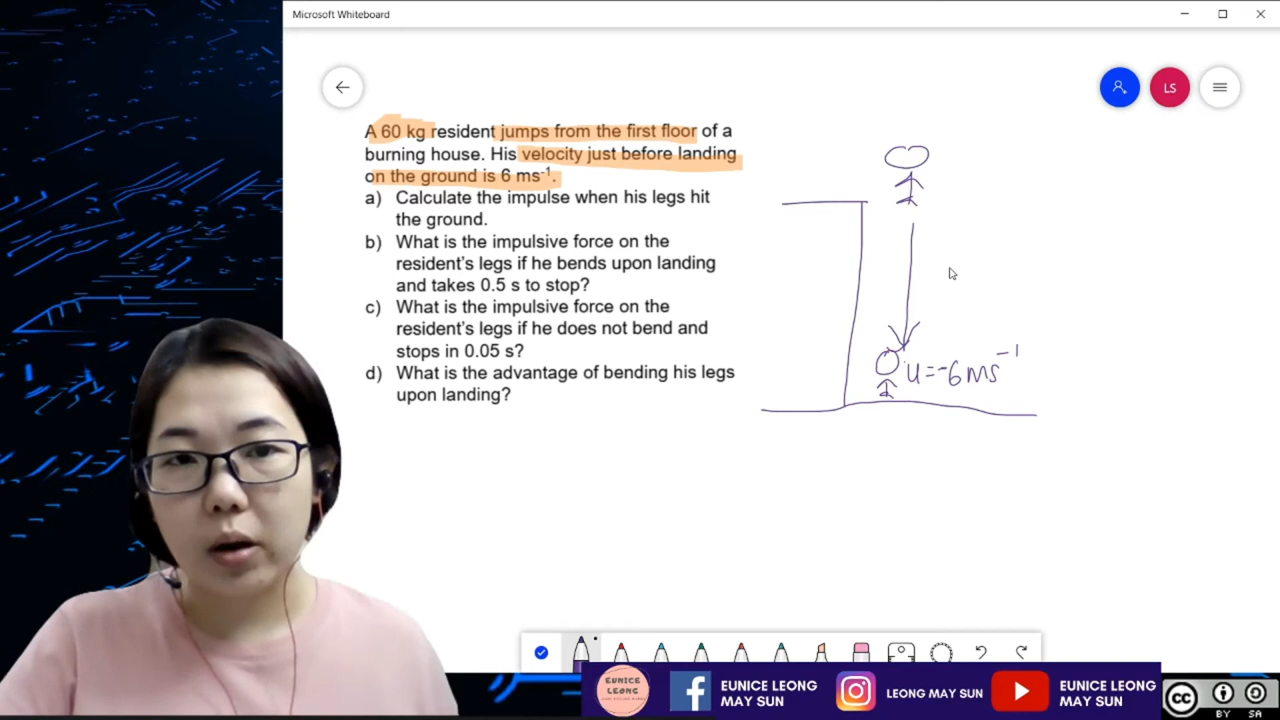 Microsoft Whiteboard
LS
A 60 kg resident jumps from the first floor of a
burning house. His velocity just before landing
on the ground is 6 ms⁻¹.
a) Calculate the impulse when his legs hit
the ground.
b) What is the impulsive force on the
resident's legs if he bends upon landing
and takes 0.5 s to stop?
c) What is the impulsive force on the
resident's legs if he does not bend and
stops in 0.05 s?
d) What is the advantage of bending his legs
upon landing?
u=-6ms⁻¹
EUNICE
LEONG
EUNICE LEONG
MAY SUN
LEONG MAY SUN
EUNICE LEONG
MAY SUN
CC
BY SA